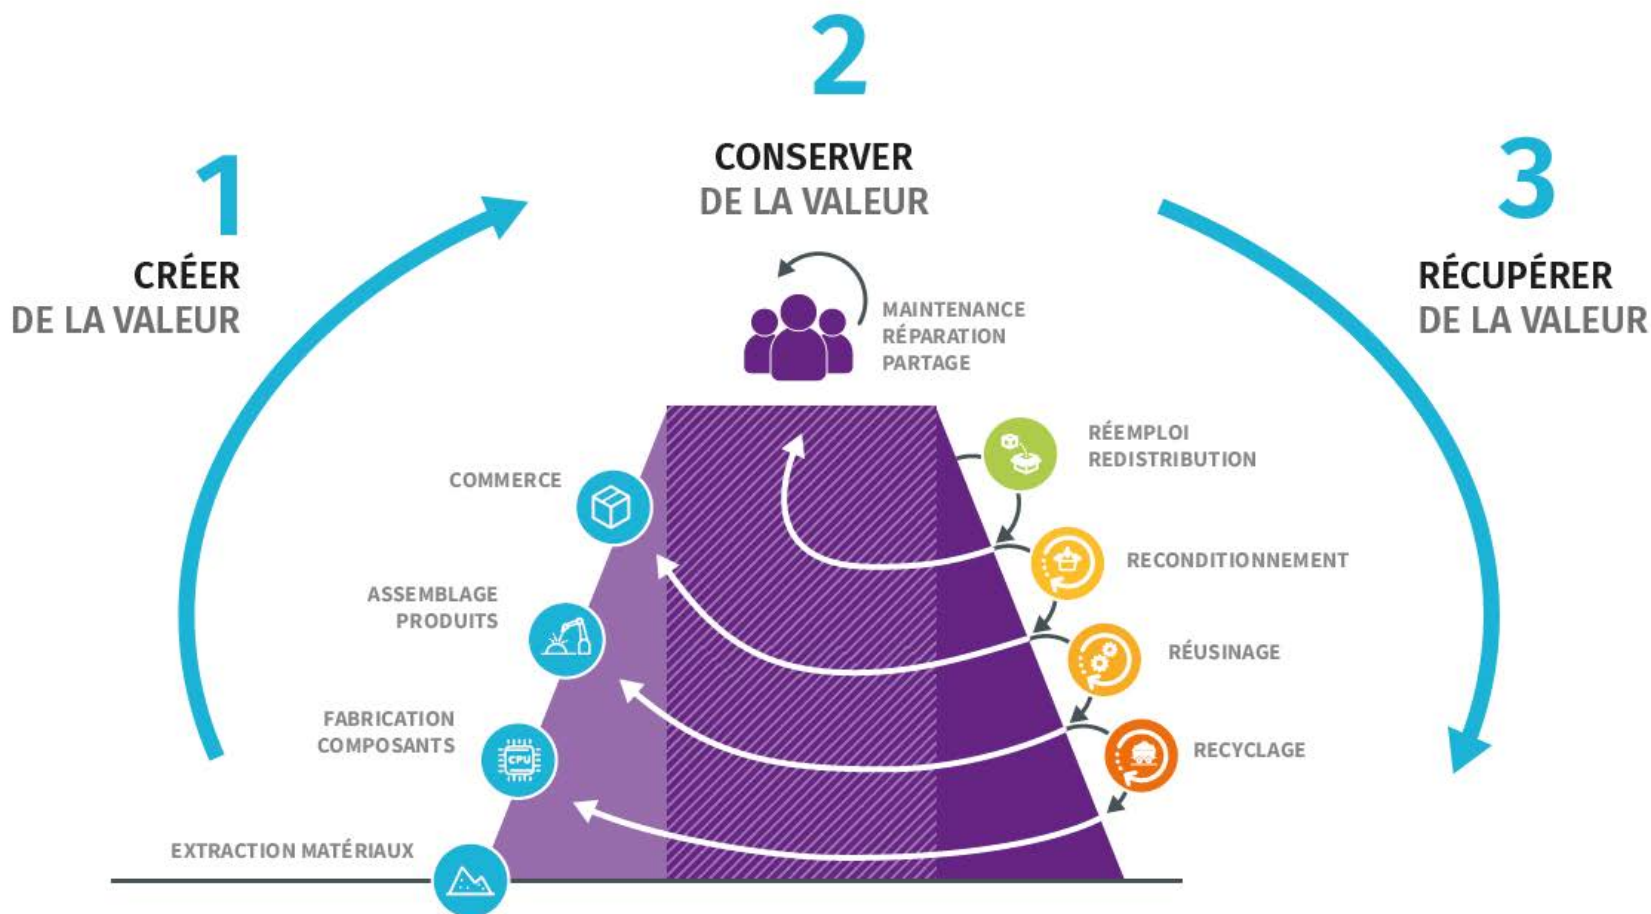 1
CRÉER
DE LA VALEUR
2
CONSERVER
DE LA VALEUR
3
RÉCUPÉRER
DE LA VALEUR
MAINTENANCE
RÉPARATION
PARTAGE
COMMERCE
ASSEMBLAGE
PRODUITS
FABRICATION
COMPOSANTS
CPU
EXTRACTION MATÉRIAUX
RÉEMPLOI
REDISTRIBUTION
RECONDITIONNEMENT
RÉUSINAGE
RECYCLAGE